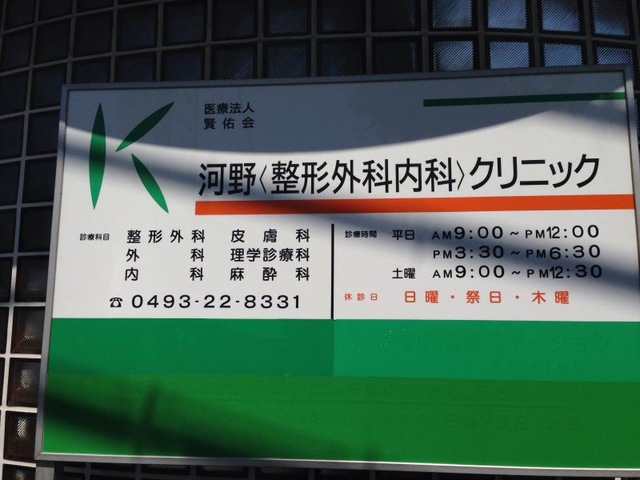 医療法人
賢佑会
河野〈整形外科内科〉クリニック
診療科目 整形外科 皮膚科
外科 理学診療科
内科 麻酔科
☎ 0493-22-8331
診療時間 平日 AM9:00~PM12:00
PM3:30~PM6:30
土曜 AM9:00~PM12:30
休診日 日曜・祭日・木曜